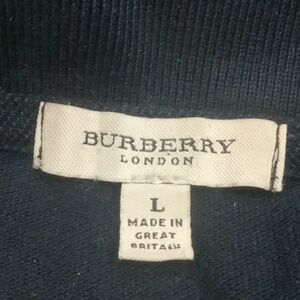 BURBERRY
LONDON
L
MADE IN
GREAT
BRITAIN